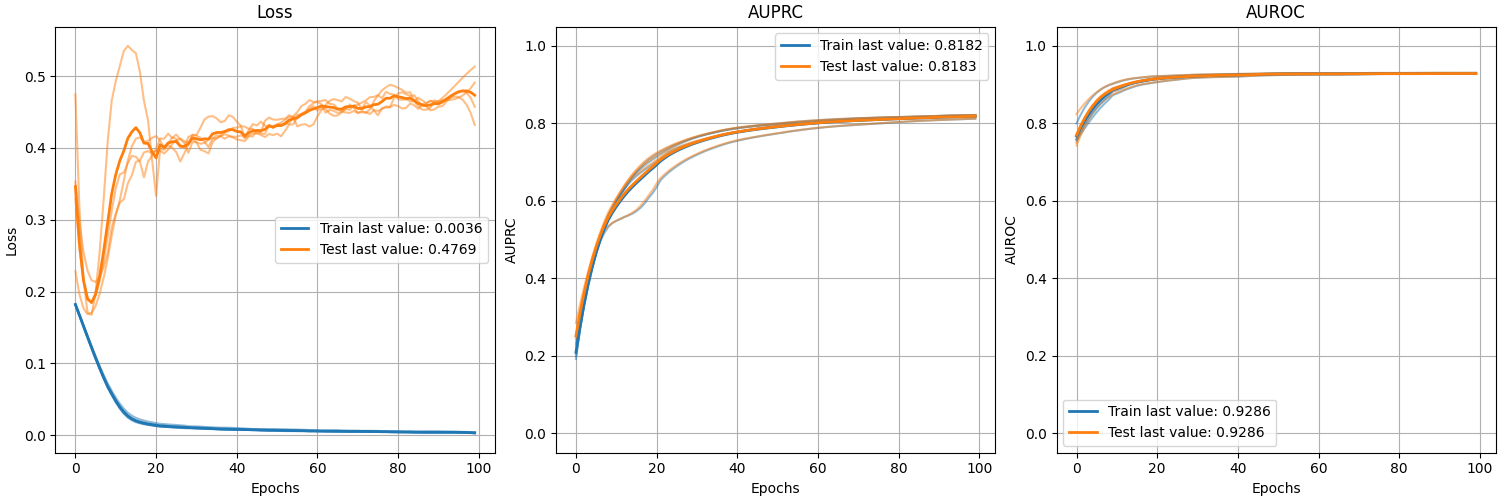 Loss
0.5
0.4
0.3
0.2
0.1
0.0
Loss
Train last value: 0.0036
Test last value: 0.4769
0 20 40 60 80 100
Epochs
AUPRC
1.0
0.8
0.6
0.4
0.2
0.0
AUPRC
Train last value: 0.8182
Test last value: 0.8183
0 20 40 60 80 100
Epochs
AUROC
1.0
0.8
0.6
0.4
0.2
0.0
AUROC
Train last value: 0.9286
Test last value: 0.9286
0 20 40 60 80 100
Epochs